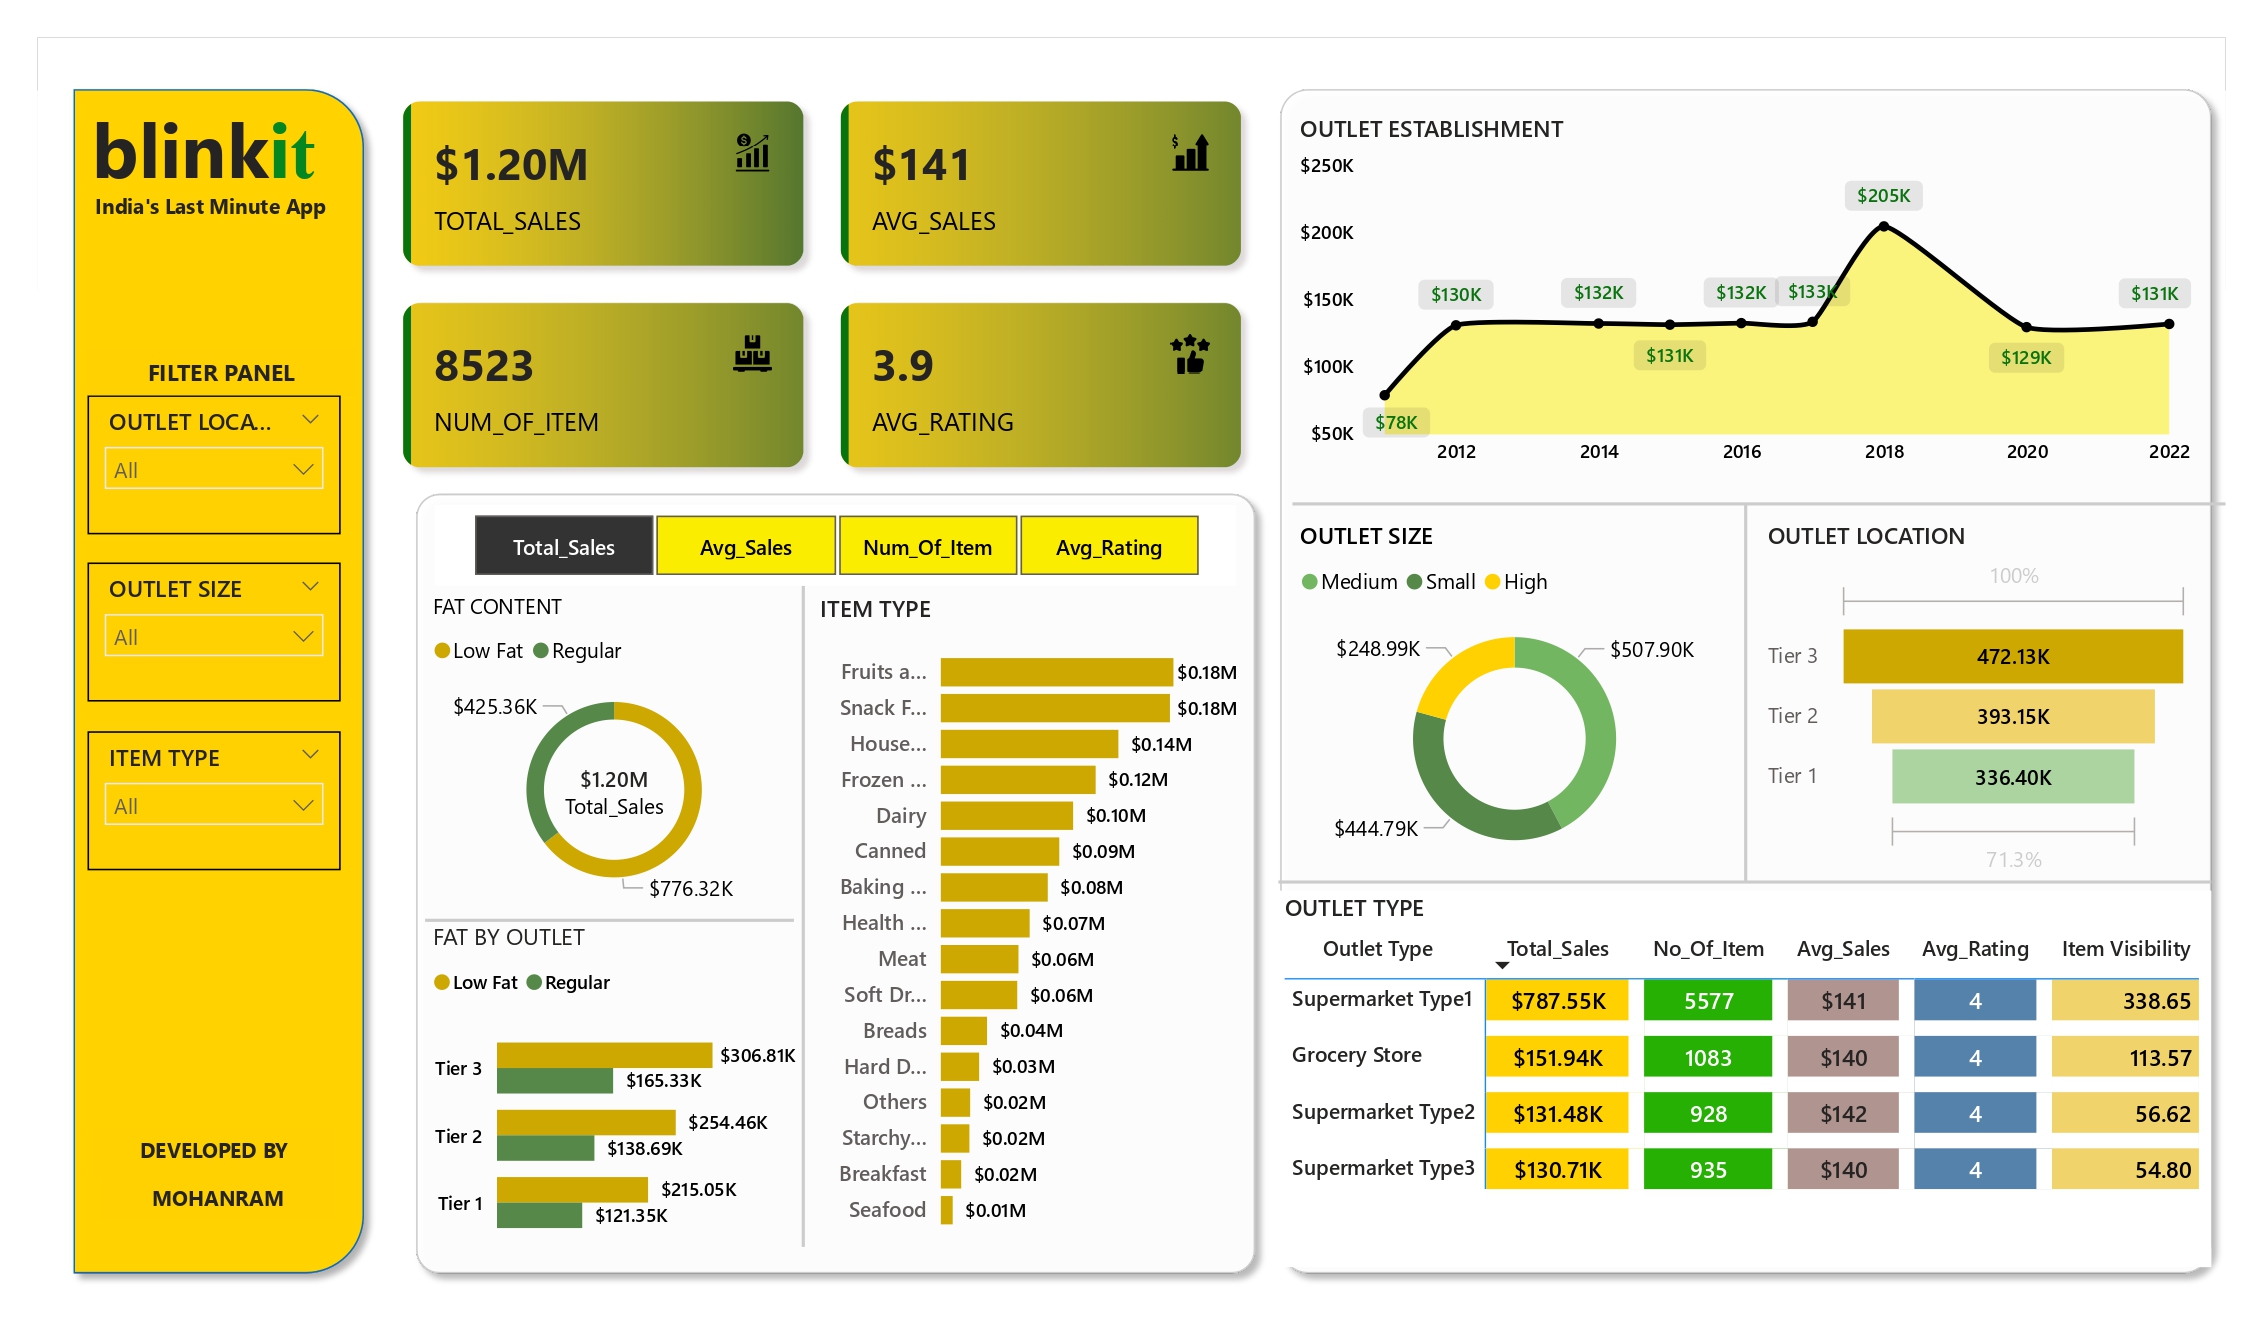 blinkit
India's Last Minute App
FILTER PANEL
OUTLET LOCA...
All
OUTLET SIZE
All
ITEM TYPE
All
DEVELOPED BY
MOHANRAM
$1.20M
TOTAL_SALES
$141
AVG_SALES
8523
NUM_OF_ITEM
3.9
AVG_RATING
Total_Sales Avg_Sales Num_Of_Item Avg_Rating
FAT CONTENT
Low Fat Regular
$425.36K
$1.20M
Total_Sales
$776.32K
FAT BY OUTLET
Low Fat Regular
Tier 3 $306.81K
$165.33K
Tier 2 $254.46K
$138.69K
Tier 1 $215.05K
$121.35K
ITEM TYPE
Fruits a... $0.18M
Snack F... $0.18M
House... $0.14M
Frozen ... $0.12M
Dairy $0.10M
Canned $0.09M
Baking ... $0.08M
Health ... $0.07M
Meat $0.06M
Soft Dr... $0.06M
Breads $0.04M
Hard D... $0.03M
Others $0.02M
Starchy... $0.02M
Breakfast $0.02M
Seafood $0.01M
OUTLET ESTABLISHMENT
$250K
$200K
$150K
$100K
$50K
$78K
$130K
$132K
$131K
$132K
$133K
$205K
$129K
$131K
2012 2014 2016 2018 2020 2022
OUTLET SIZE
Medium Small High
$248.99K
$507.90K
$444.79K
OUTLET LOCATION
100%
Tier 3 472.13K
Tier 2 393.15K
Tier 1 336.40K
71.3%
OUTLET TYPE
Outlet Type Total_Sales No_Of_Item Avg_Sales Avg_Rating Item Visibility
Supermarket Type1 $787.55K 5577 $141 4 338.65
Grocery Store $151.94K 1083 $140 4 113.57
Supermarket Type2 $131.48K 928 $142 4 56.62
Supermarket Type3 $130.71K 935 $140 4 54.80